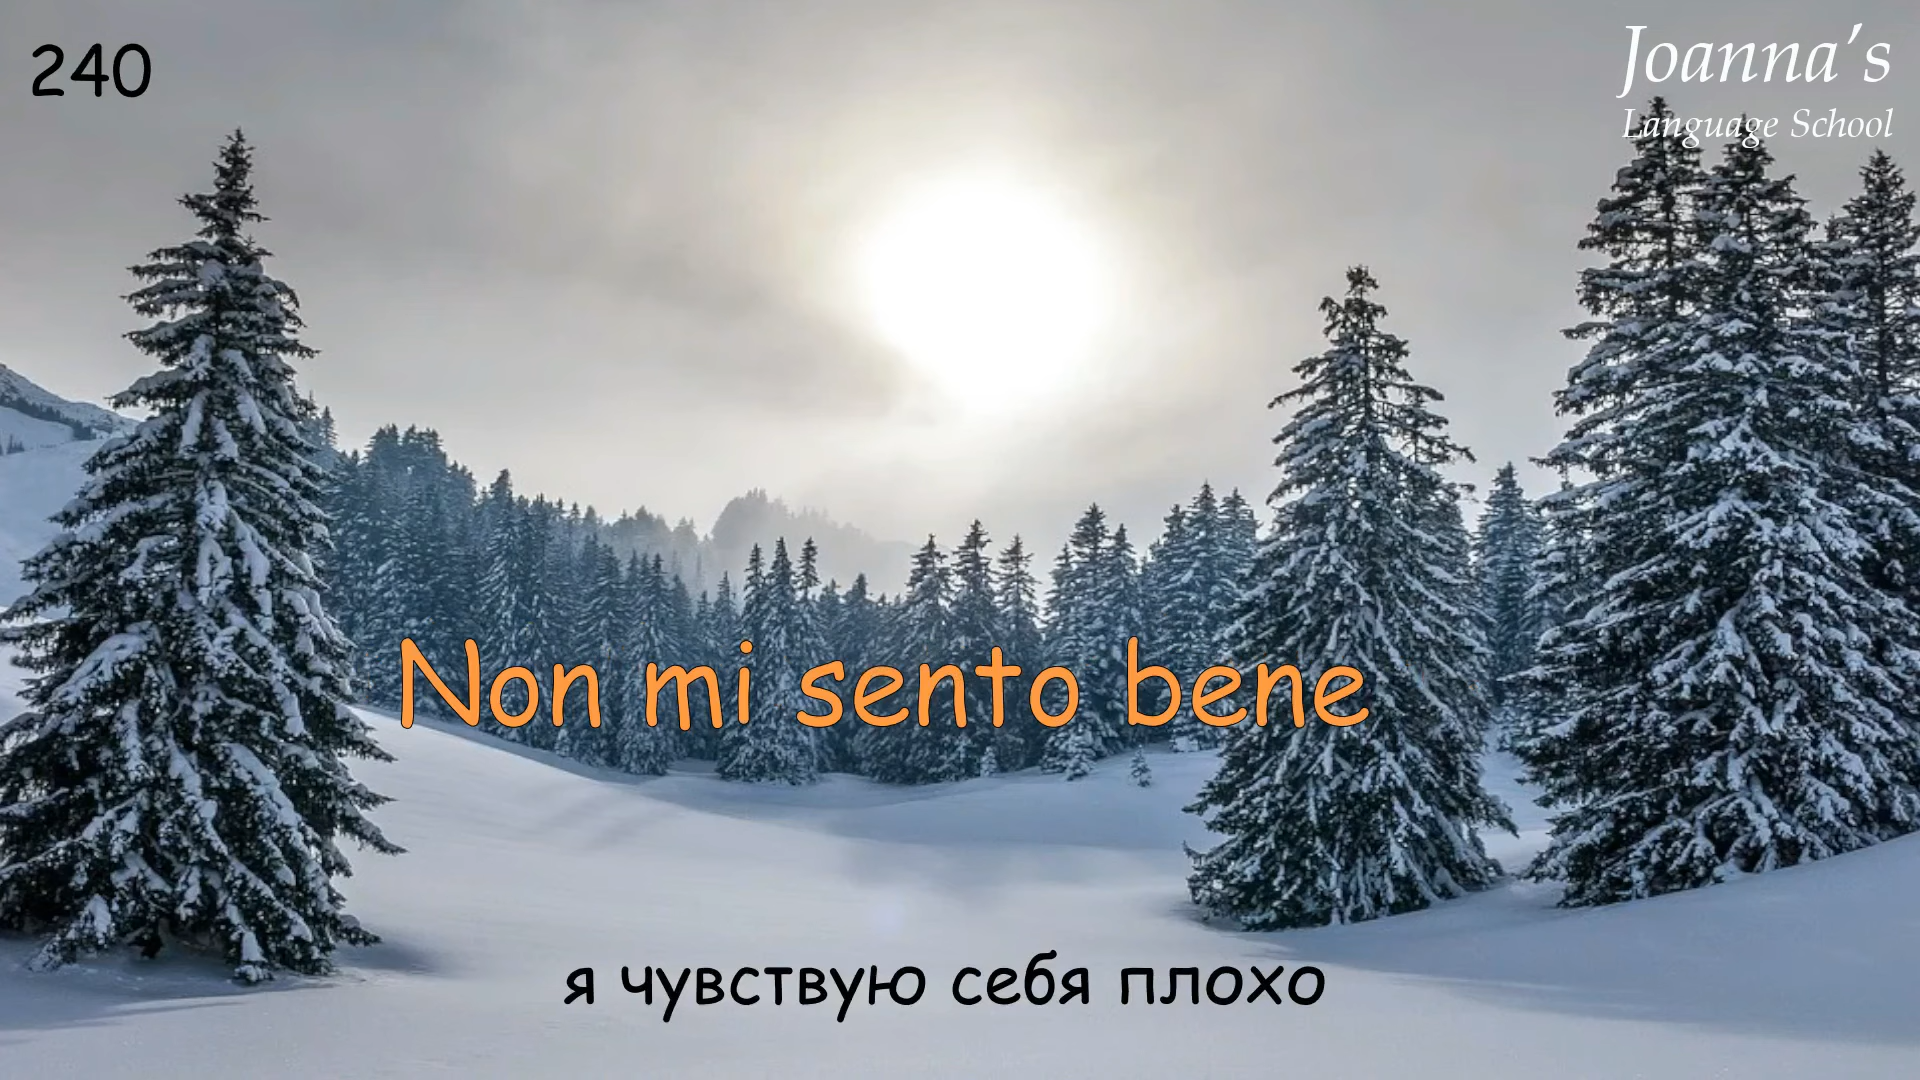 240
Joanna's
Language School
Non mi sento bene
я чувствую себя плохо